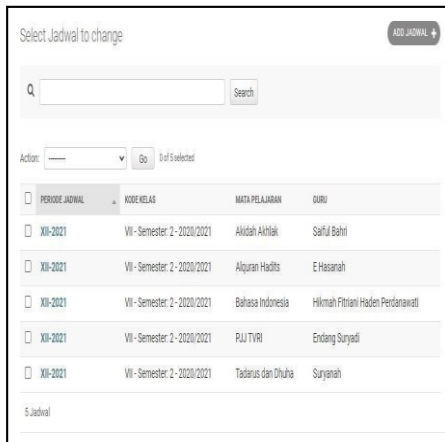 Select Jadwal to change
ADD JADWAL +
Search
Action: -------- Go 0 of 5 selected
PERIODE JADWAL KODE KELAS MATA PELAJARAN GURU
XII-2021 VII - Semester: 2 - 2020/2021 Akidah Akhlak Saiful Bahri
XII-2021 VII - Semester: 2 - 2020/2021 Alquran Hadits E Hasanah
XII-2021 VII - Semester: 2 - 2020/2021 Bahasa Indonesia Hikmah Fitriani Haden Perdanawati
XII-2021 VII - Semester: 2 - 2020/2021 PJJ TVRI Endang Suryadi
XII-2021 VII - Semester: 2 - 2020/2021 Tadarus dan Dhuha Suryanah
5 Jadwal